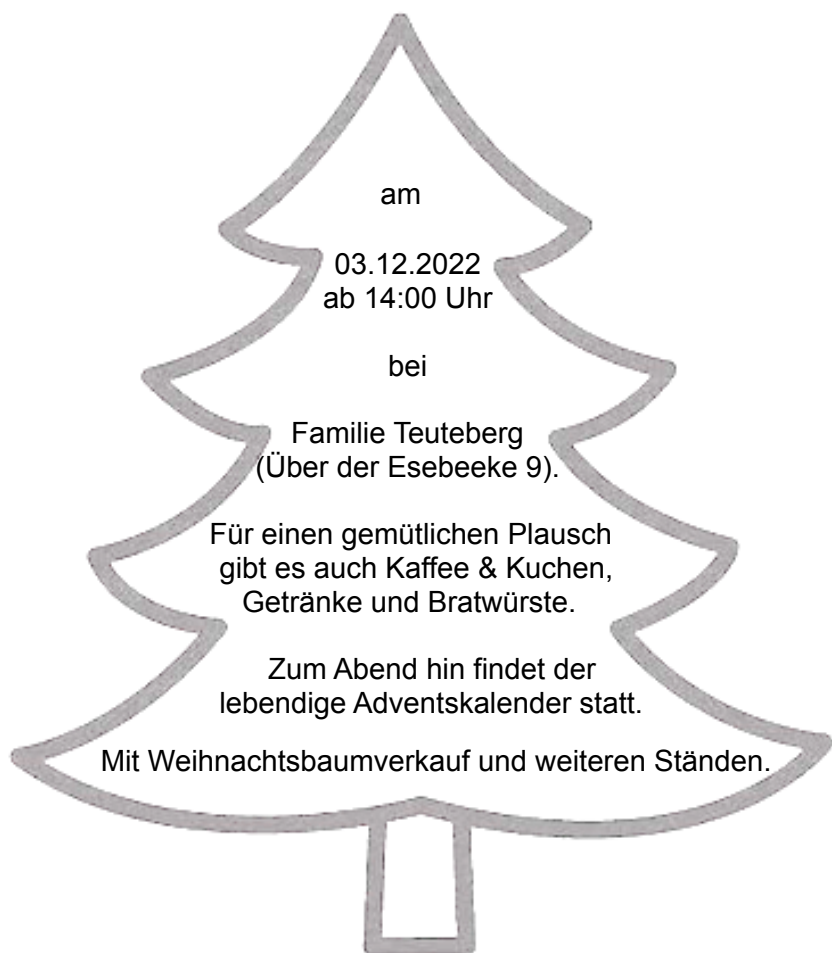 am
03.12.2022
ab 14:00 Uhr
bei
Familie Teuteberg
(Über der Esebeeke 9).
Für einen gemütlichen Plausch
gibt es auch Kaffee & Kuchen,
Getränke und Bratwürste.
Zum Abend hin findet der
lebendige Adventskalender statt.
Mit Weihnachtsbaumverkauf und weiteren Ständen.